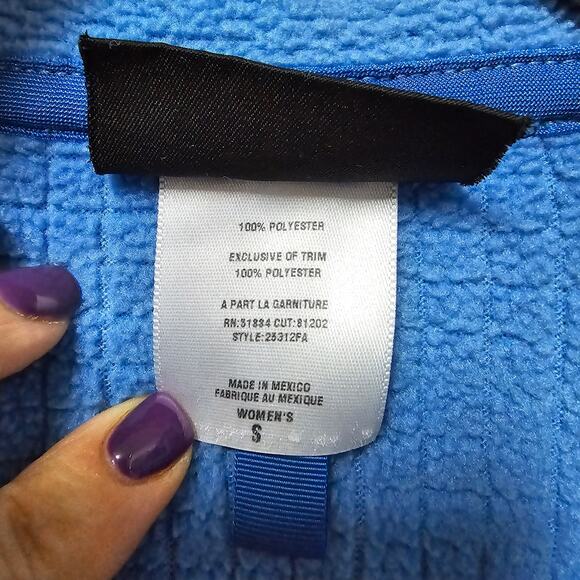 100% POLYESTER
EXCLUSIVE OF TRIM
100% POLYESTER
A PART LA GARNITURE
RN:51884 CUT:81202
STYLE:25312FA
MADE IN MEXICO
FABRIQUE AU MEXIQUE
WOMEN'S
S